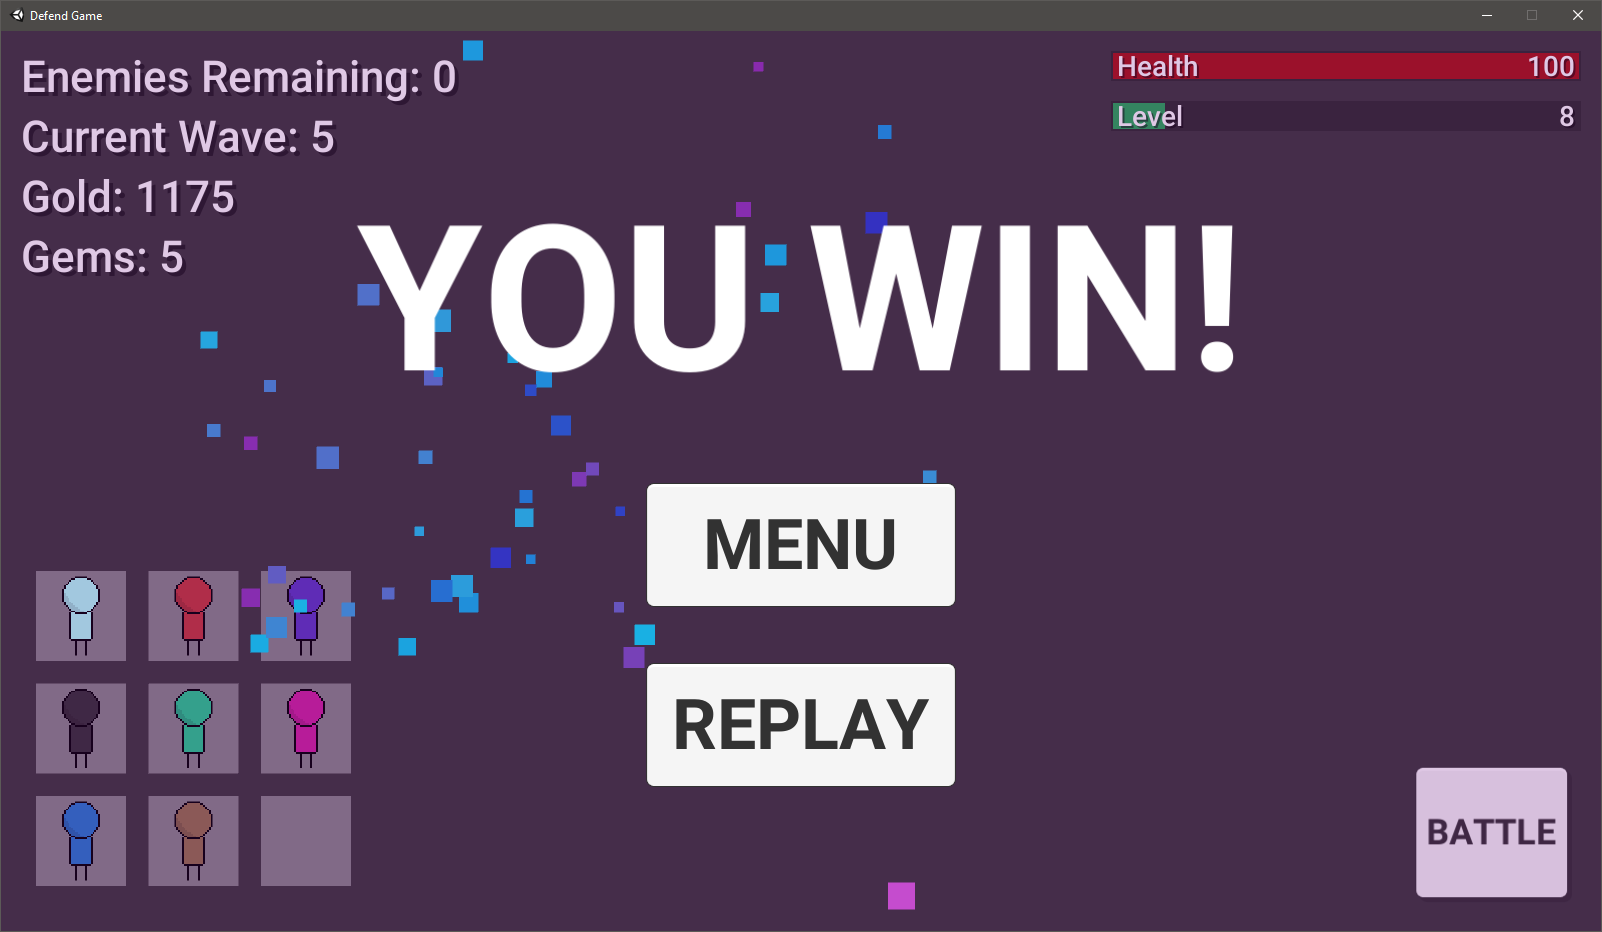 Defend Game
Enemies Remaining: 0
Current Wave: 5
Gold: 1175
Gems: 5
Health 100
Level 8
YOU WIN!
MENU
REPLAY
BATTLE